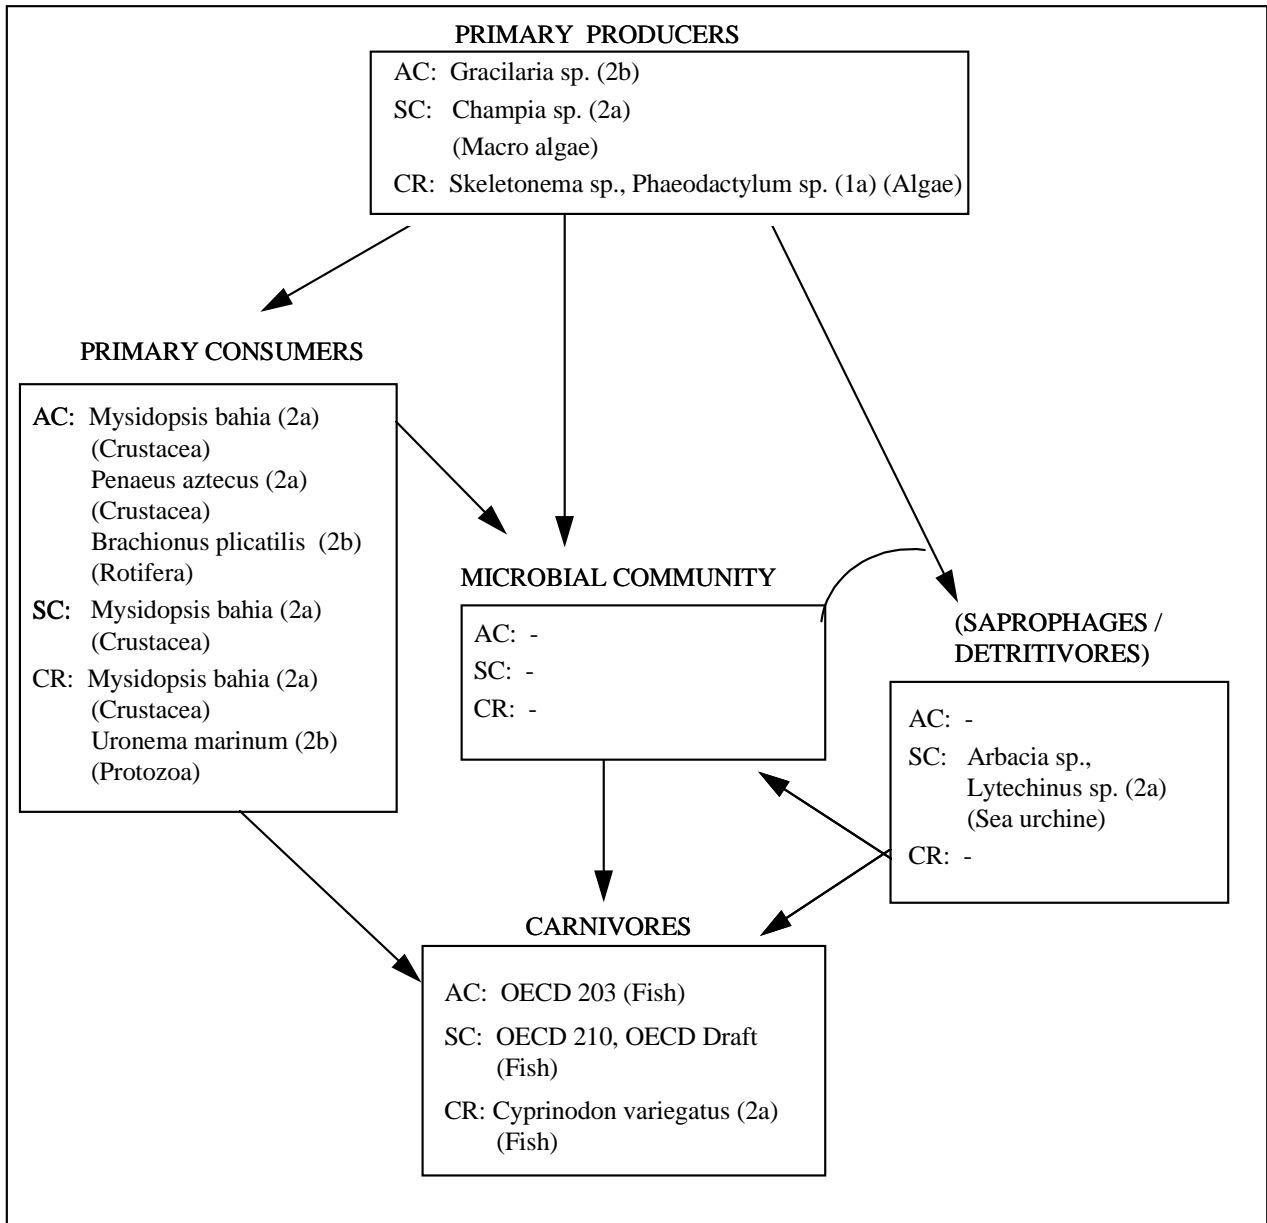 PRIMARY PRODUCERS
AC: Gracilaria sp. (2b)
SC: Champia sp. (2a)
(Macro algae)
CR: Skeletonema sp., Phaeodactylum sp. (1a) (Algae)
PRIMARY CONSUMERS
AC: Mysidopsis bahia (2a)
(Crustacea)
Penaeus aztecus (2a)
(Crustacea)
Brachionus plicatilis (2b)
(Rotifera)
SC: Mysidopsis bahia (2a)
(Crustacea)
CR: Mysidopsis bahia (2a)
(Crustacea)
Uronema marinum (2b)
(Protozoa)
MICROBIAL COMMUNITY
AC: -
SC: -
CR: -
(SAPROPHAGES /
DETRITIVORES)
AC: -
SC: Arbacia sp.,
Lytechinus sp. (2a)
(Sea urchine)
CR: -
CARNIVORES
AC: OECD 203 (Fish)
SC: OECD 210, OECD Draft
(Fish)
CR: Cyprinodon variegatus (2a)
(Fish)